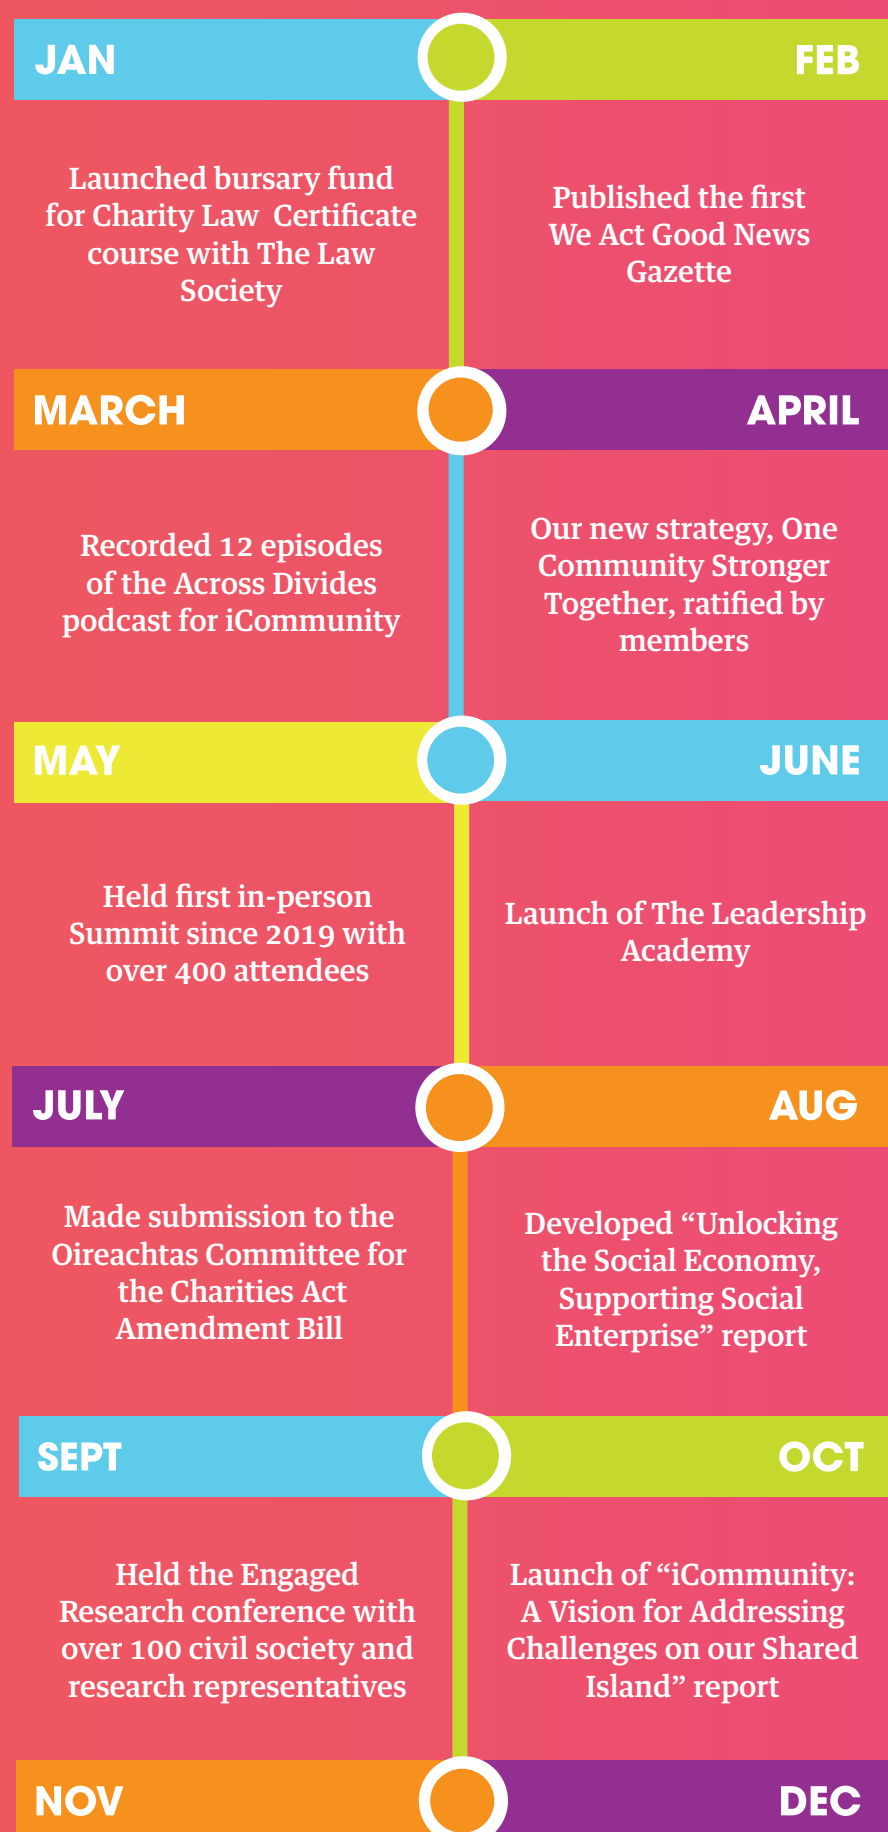 JAN
FEB
Launched bursary fund
for Charity Law Certificate
course with The Law
Society
Published the first
We Act Good News
Gazette
MARCH
APRIL
Recorded 12 episodes
of the Across Divides
podcast for iCommunity
Our new strategy, One
Community Stronger
Together, ratified by
members
MAY
JUNE
Held first in-person
Summit since 2019 with
over 400 attendees
Launch of The Leadership
Academy
JULY
AUG
Made submission to the
Oireachtas Committee for
the Charities Act
Amendment Bill
Developed “Unlocking
the Social Economy,
Supporting Social
Enterprise” report
SEPT
OCT
Held the Engaged
Research conference with
over 100 civil society and
research representatives
Launch of “iCommunity:
A Vision for Addressing
Challenges on our Shared
Island” report
NOV
DEC